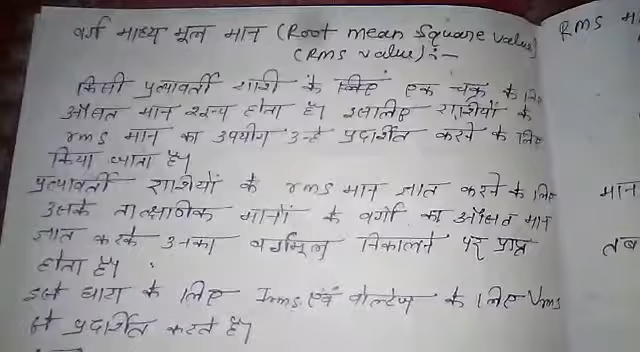 वर्ग माध्य मूल मान (Root mean Square value) RMS मा
(RMS value):-
किसी प्रत्यावर्ती राशी के लिए एक चक्र के लिए
औसत मान शून्य होता है। इसलिए राशियों के
rms मान का उपयोग उन्हे प्रदर्शित करने के लिए
किया जाता है।
प्रत्यावर्ती राशियों के rms मान ज्ञात करने के लिए मान
उसके तात्क्षणिक मानों के वर्गो का औसत मान
ज्ञात करके उनका वर्गमूल निकालने पर प्राप्त तब
होता है।
इसे धारा के लिए Irms एवं वोल्टेज के लिए Vrms
से प्रदर्शित करते है।